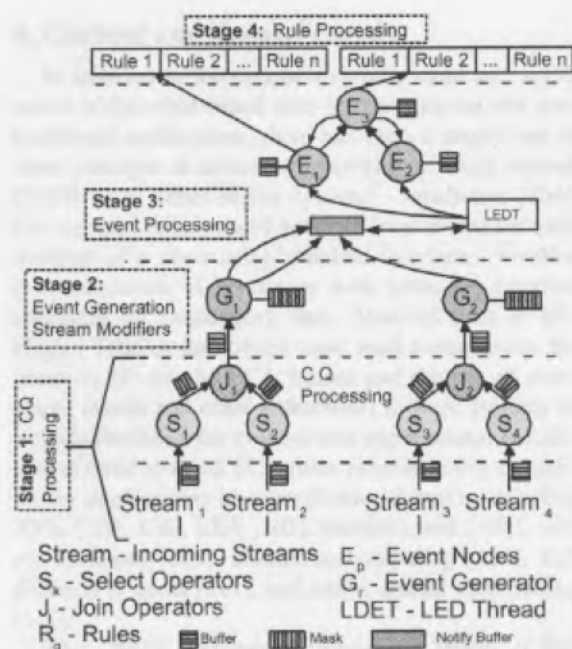 Stage 4: Rule Processing
Rule 1 Rule 2 ... Rule n Rule 1 Rule 2 ... Rule n
E3
E1 E2
Stage 3:
Event Processing
LEDT
Stage 2:
Event Generation
Stream Modifiers
G1 G2
Stage 1: CQ
Processing
CQ
Processing
J1 J2
S1 S2 S3 S4
Stream1 Stream2 Stream3 Stream4
Stream - Incoming Streams
Sk - Select Operators
Jl - Join Operators
Rq - Rules
Ep - Event Nodes
Gr - Event Generator
LDET - LED Thread
Buffer Mask Notify Buffer